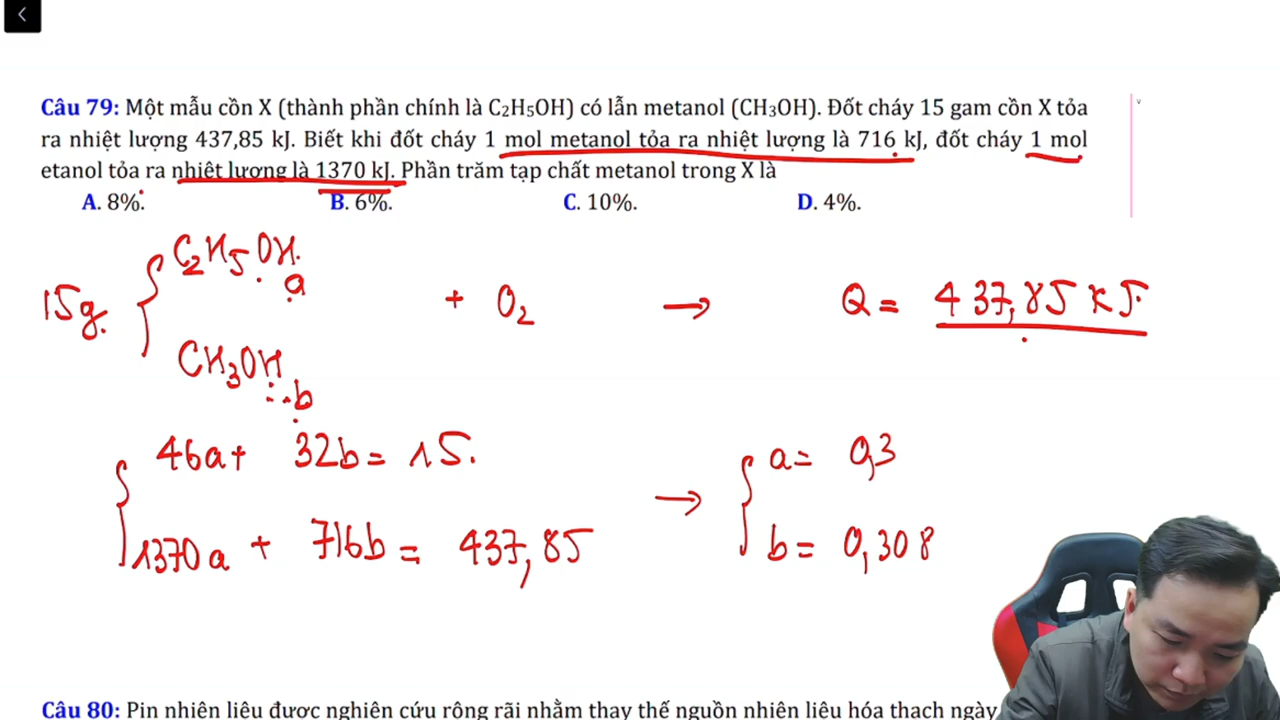 Câu 79: Một mẫu cồn X (thành phần chính là C₂H₅OH) có lẫn metanol (CH₃OH). Đốt cháy 15 gam cồn X tỏa
ra nhiệt lượng 437,85 kJ. Biết khi đốt cháy 1 mol metanol tỏa ra nhiệt lượng là 716 kJ, đốt cháy 1 mol
etanol tỏa ra nhiệt lượng là 1370 kJ. Phần trăm tạp chất metanol trong X là
A. 8%. B. 6%. C. 10%. D. 4%.
C₂H₅OH
a
15g + O₂ → Q = 437,85 KJ
CH₃OH
b
46a + 32b = 15 a = 0,3
→
1370a + 716b = 437,85 b = 0,308
Câu 80: Pin nhiên liệu được nghiên cứu rộng rãi nhằm thay thế nguồn nhiên liệu hóa thạch ngày